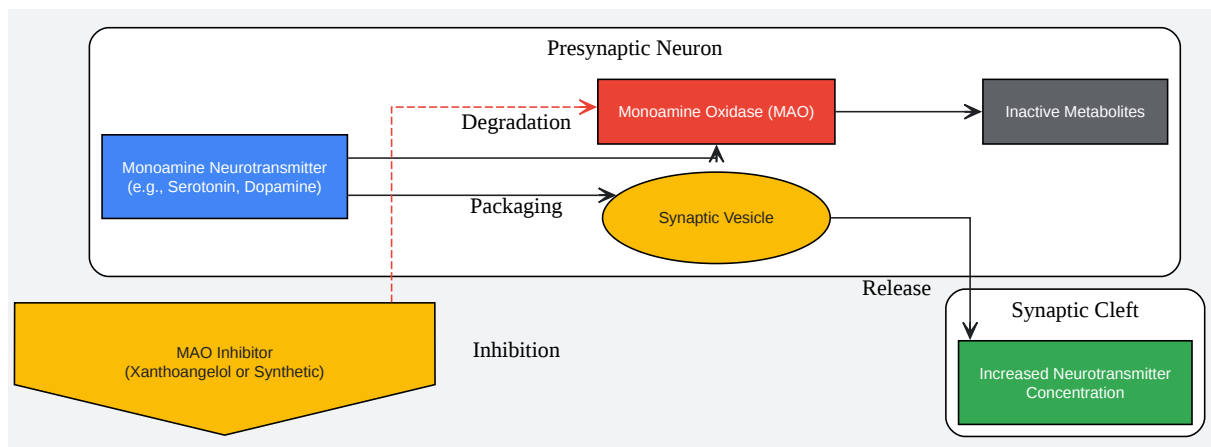 Presynaptic Neuron
Monoamine Oxidase (MAO)
Inactive Metabolites
Degradation
Monoamine Neurotransmitter
(e.g., Serotonin, Dopamine)
Packaging
Synaptic Vesicle
Release
Synaptic Cleft
MAO Inhibitor
(Xanthoangelol or Synthetic)
Inhibition
Increased Neurotransmitter
Concentration